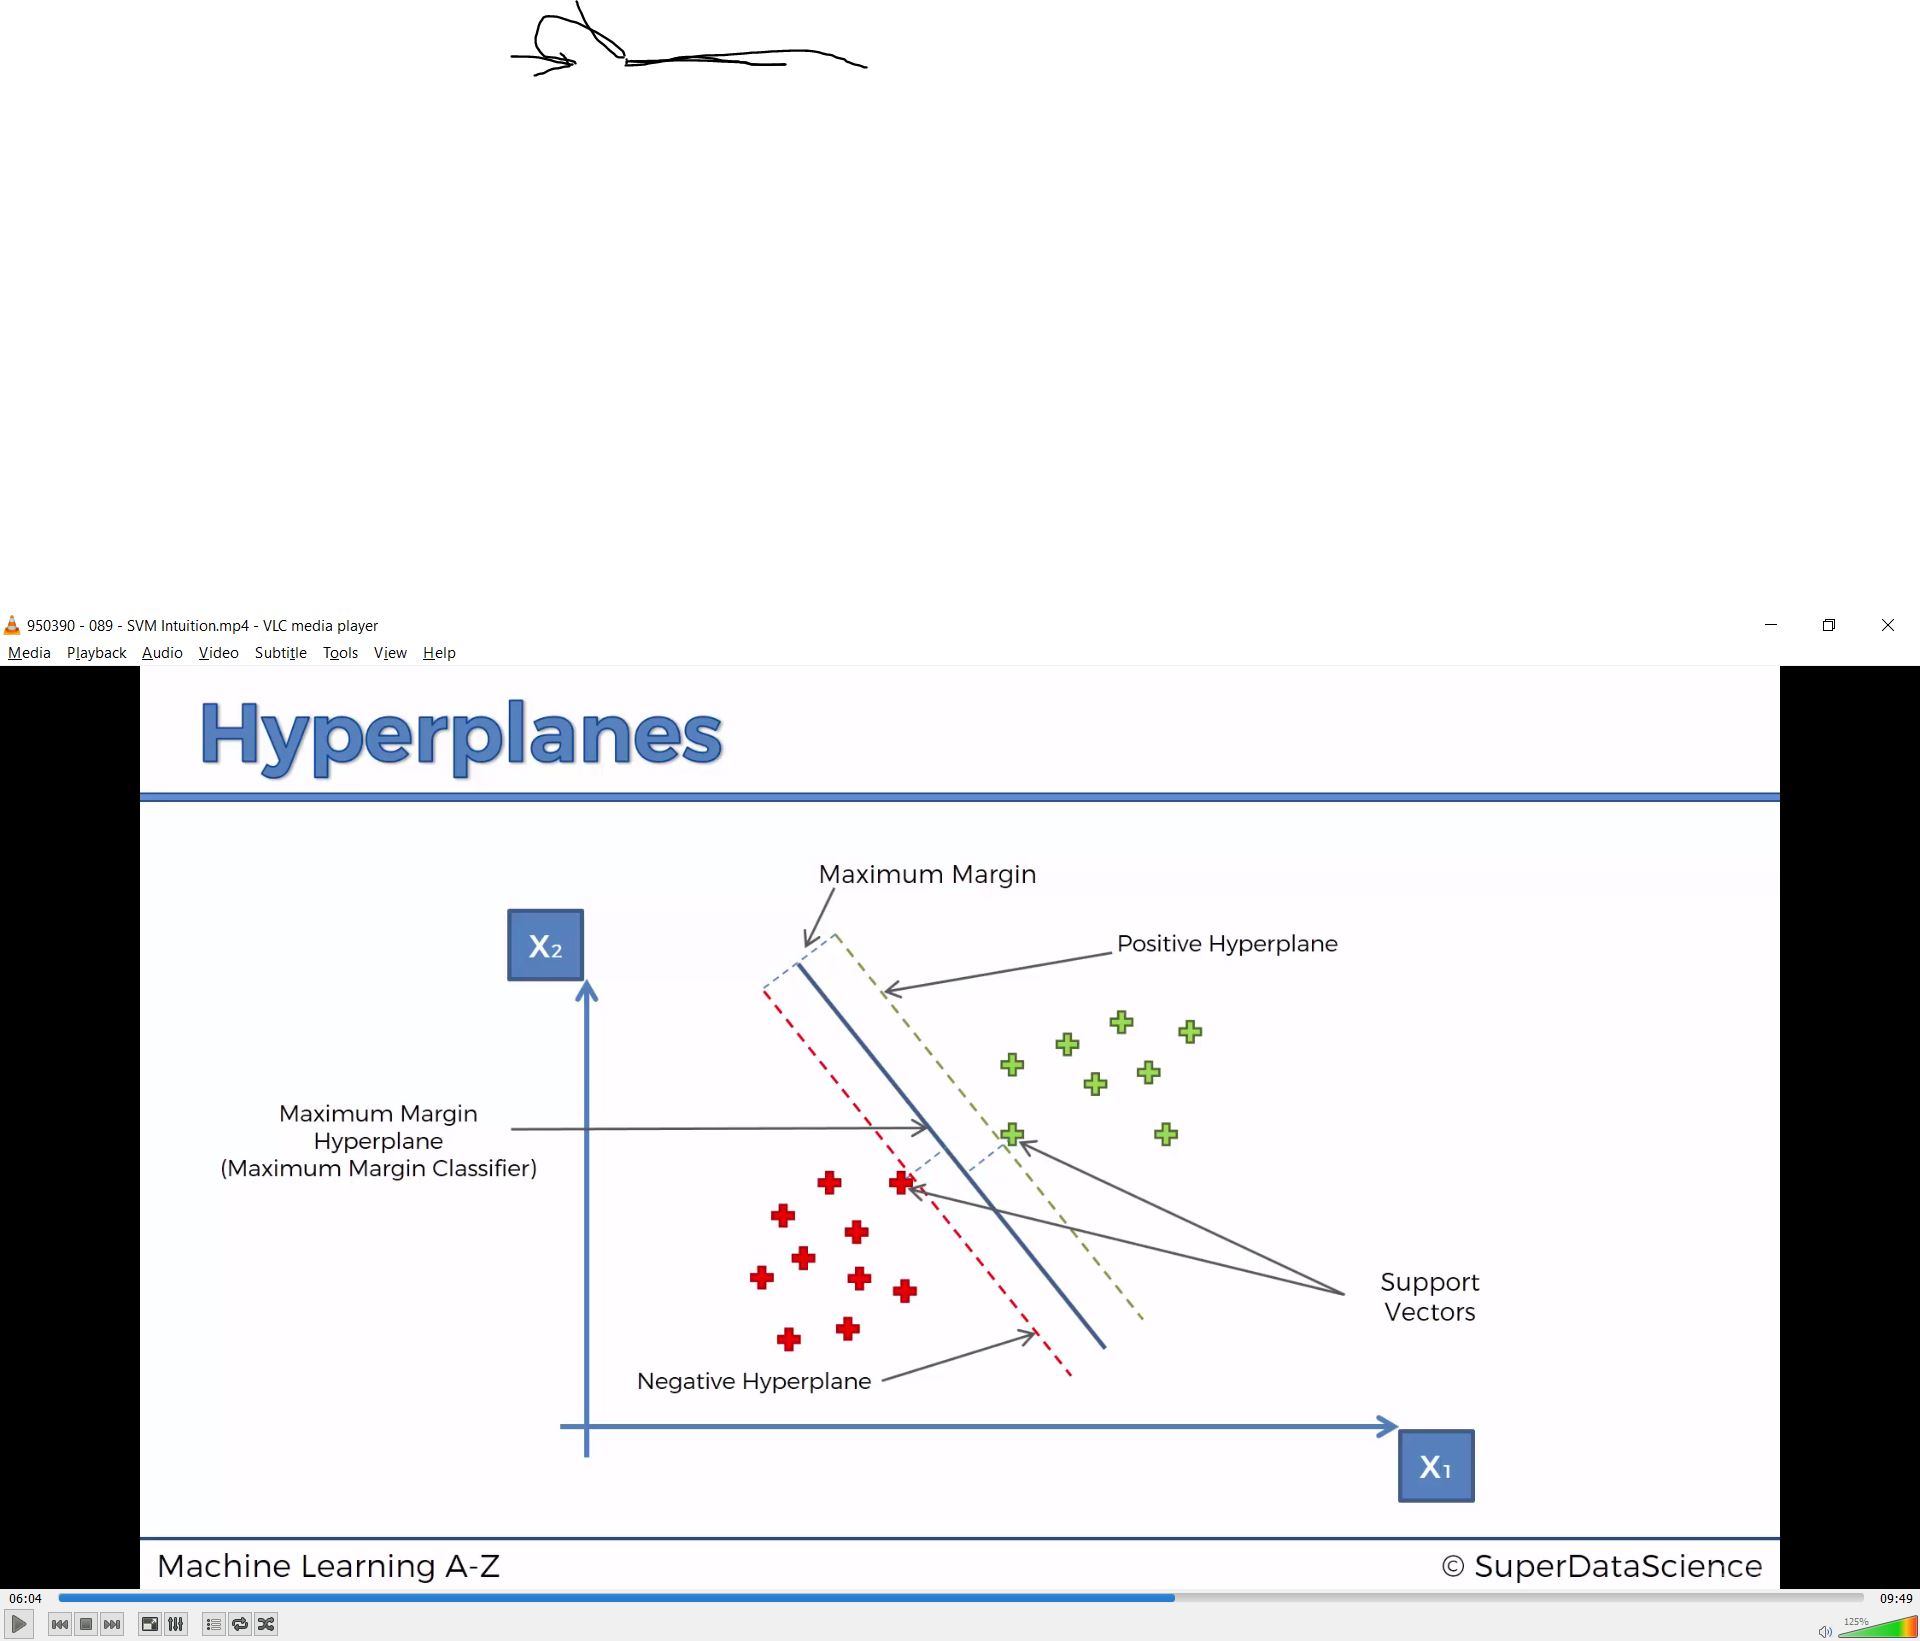 950390 - 089 - SVM Intuition.mp4 - VLC media player
Media Playback Audio Video Subtitle Tools View Help
Hyperplanes
Maximum Margin
X₂
Positive Hyperplane
Maximum Margin
Hyperplane
(Maximum Margin Classifier)
Support
Vectors
Negative Hyperplane
X₁
Machine Learning A-Z
© SuperDataScience
06:04
09:49
125%